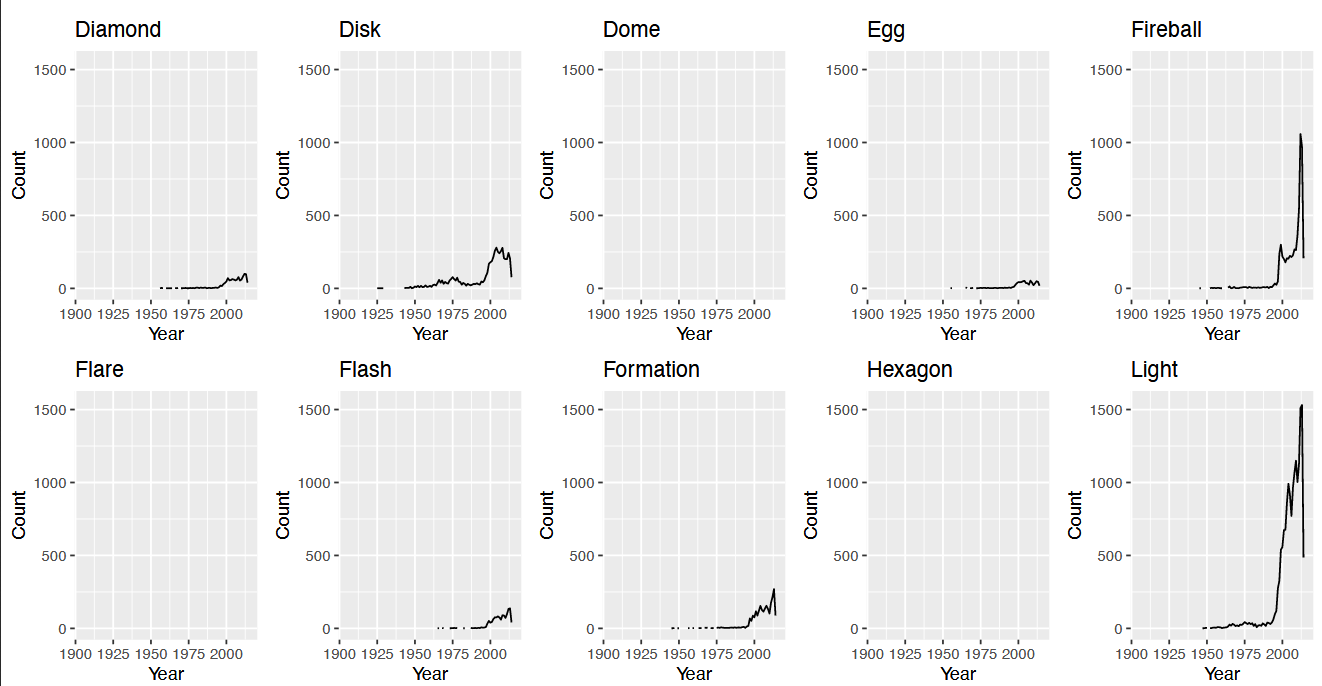 Diamond Disk Dome Egg Fireball
1500 1500 1500 1500 1500
1000 1000 1000 1000 1000
Count Count Count Count Count
500 500 500 500 500
0 0 0 0 0
1900 1925 1950 1975 2000 1900 1925 1950 1975 2000 1900 1925 1950 1975 2000 1900 1925 1950 1975 2000 1900 1925 1950 1975 2000
Year Year Year Year Year
Flare Flash Formation Hexagon Light
1500 1500 1500 1500 1500
1000 1000 1000 1000 1000
Count Count Count Count Count
500 500 500 500 500
0 0 0 0 0
1900 1925 1950 1975 2000 1900 1925 1950 1975 2000 1900 1925 1950 1975 2000 1900 1925 1950 1975 2000 1900 1925 1950 1975 2000
Year Year Year Year Year